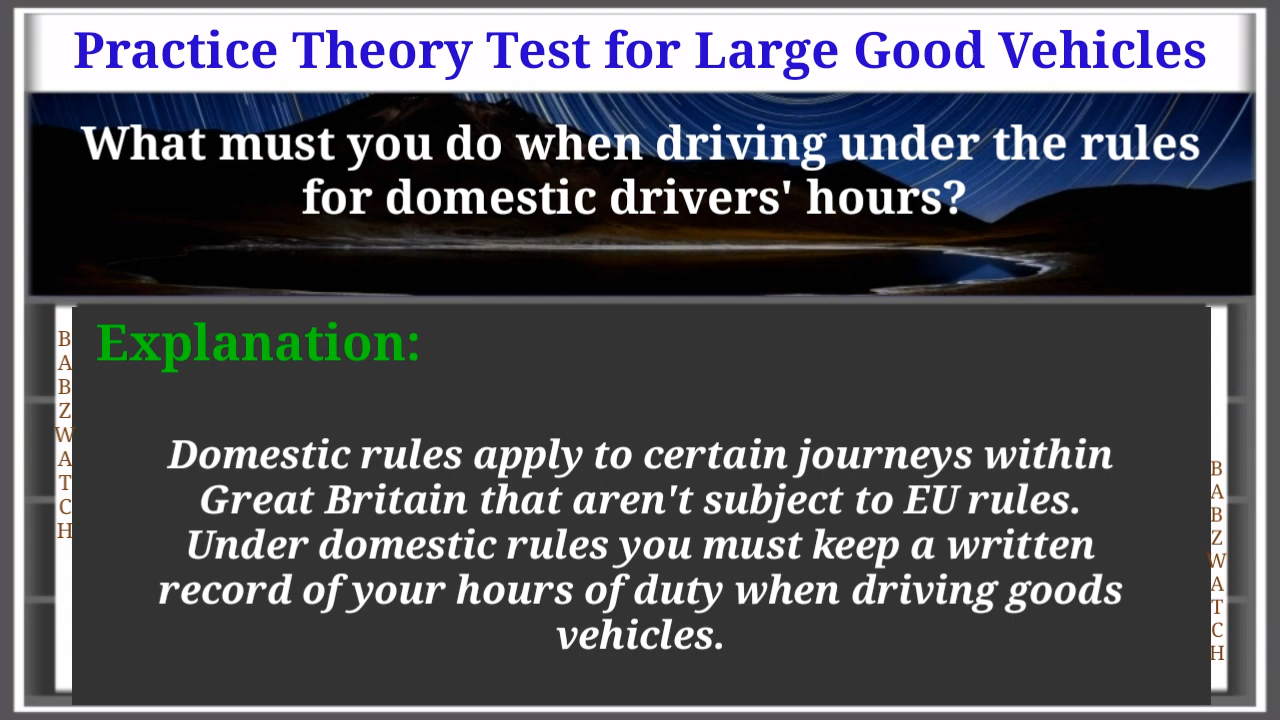 Practice Theory Test for Large Good Vehicles
What must you do when driving under the rules
for domestic drivers' hours?
Explanation:
Domestic rules apply to certain journeys within
Great Britain that aren't subject to EU rules.
Under domestic rules you must keep a written
record of your hours of duty when driving goods
vehicles.
B
A
B
Z
W
A
T
C
H
B
A
B
Z
W
A
T
C
H